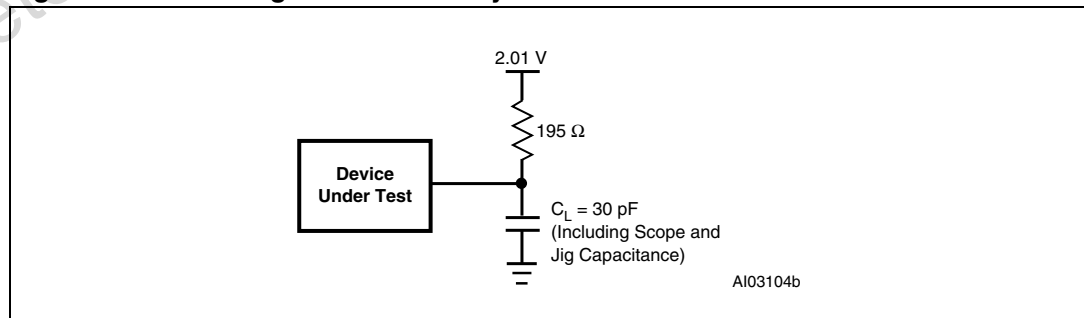 2.01 V
195 Ω
Device
Under Test
C_L = 30 pF
(Including Scope and
Jig Capacitance)
AI03104b